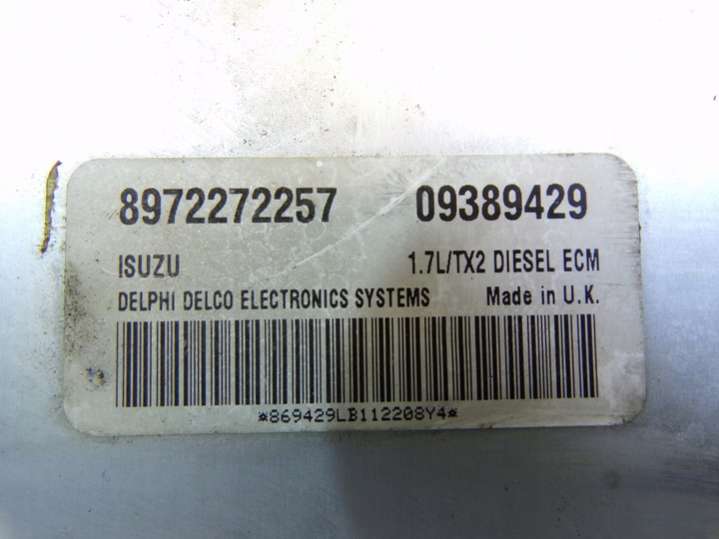 8972272257 09389429
ISUZU 1.7L/TX2 DIESEL ECM
DELPHI DELCO ELECTRONICS SYSTEMS Made in U.K.
*869429LB112208Y4*